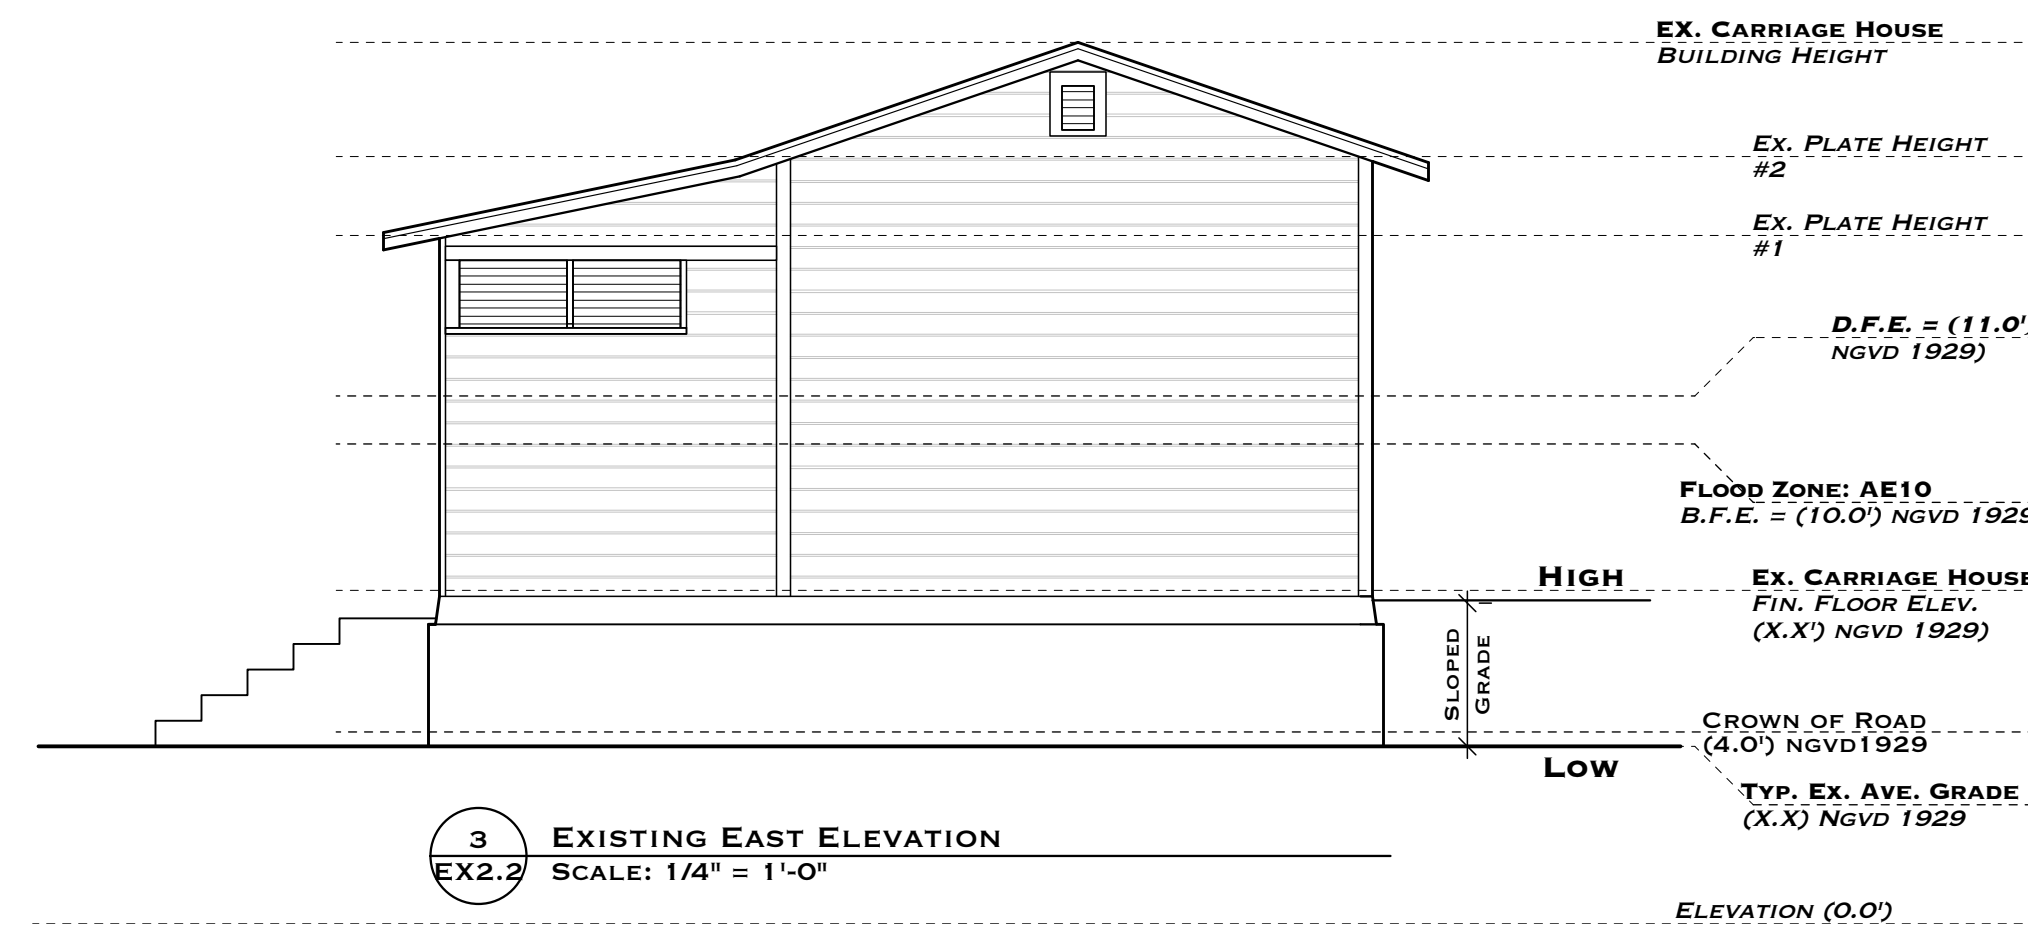 EX. CARRIAGE HOUSE
BUILDING HEIGHT
EX. PLATE HEIGHT
#2
EX. PLATE HEIGHT
#1
D.F.E. = (11.0')
NGVD 1929)
FLOOD ZONE: AE10
B.F.E. = (10.0') NGVD 1929
HIGH
EX. CARRIAGE HOUSE
FIN. FLOOR ELEV.
(X.X') NGVD 1929)
SLOPED
GRADE
CROWN OF ROAD
(4.0') NGVD1929
LOW
TYP. EX. AVE. GRADE
(X.X) NGVD 1929
3
EXISTING EAST ELEVATION
EX2.2
SCALE: 1/4" = 1'-0"
ELEVATION (0.0')